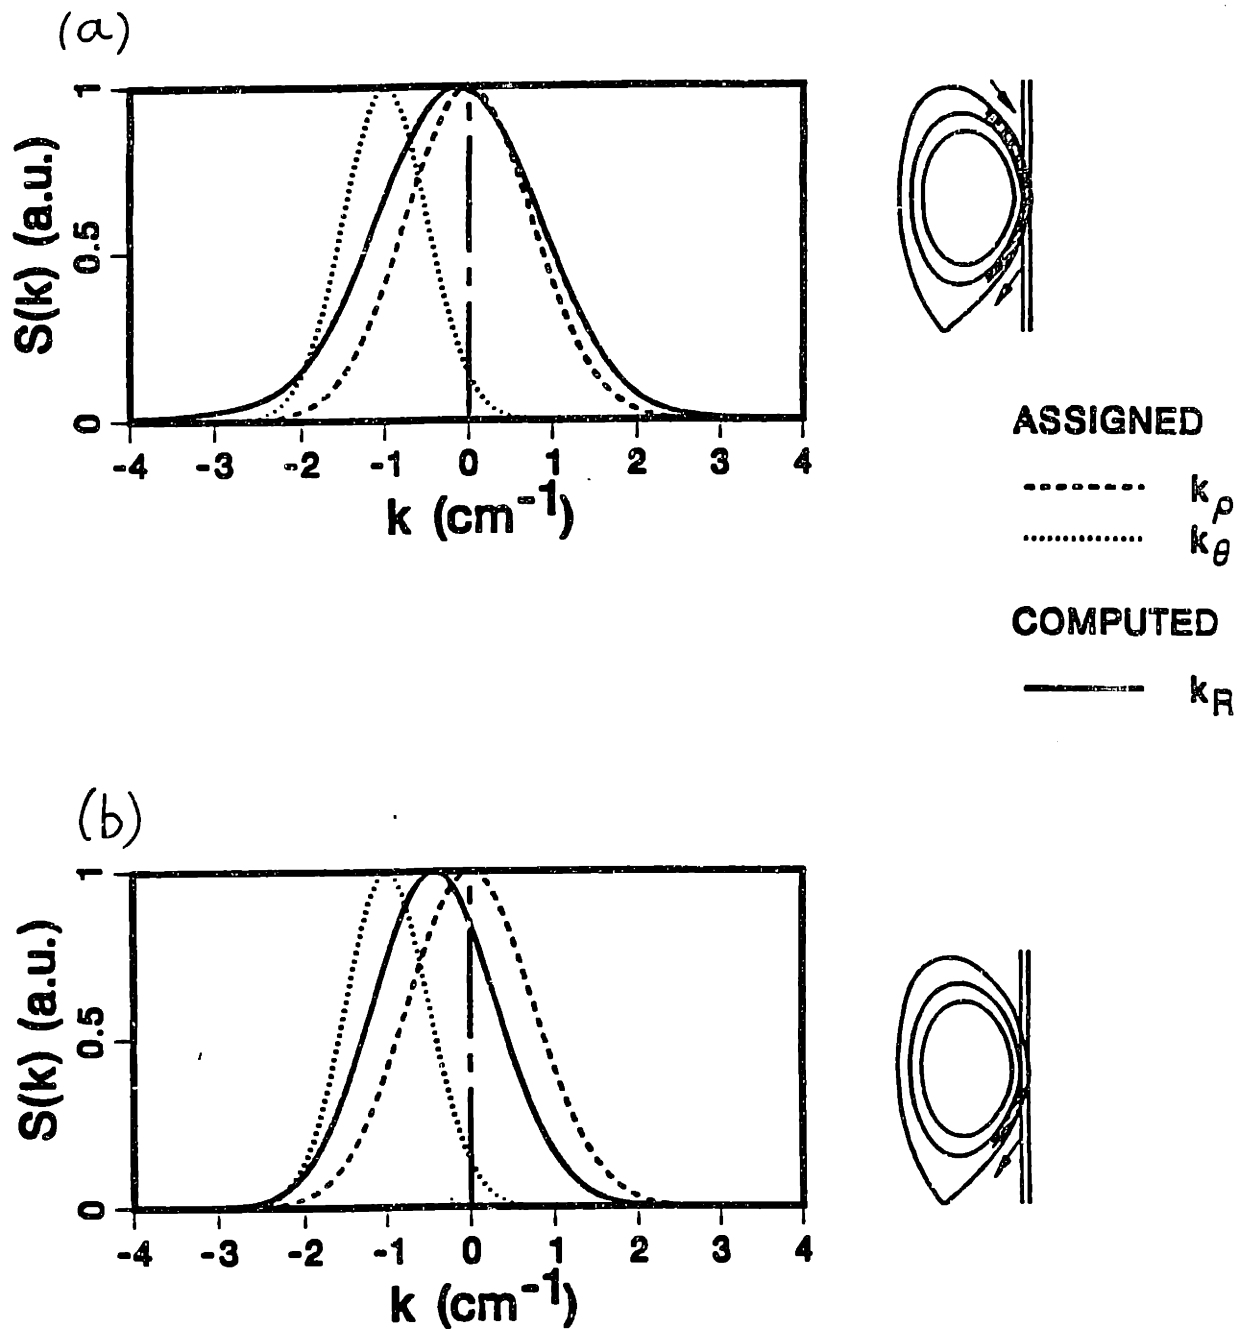 (a)
S(k) (a.u.)
1
0.5
0
-4 -3 -2 -1 0 1 2 3 4
k (cm⁻¹)
ASSIGNED
kρ
kθ
COMPUTED
kR
(b)
S(k) (a.u.)
1
0.5
0
-4 -3 -2 -1 0 1 2 3 4
k (cm⁻¹)